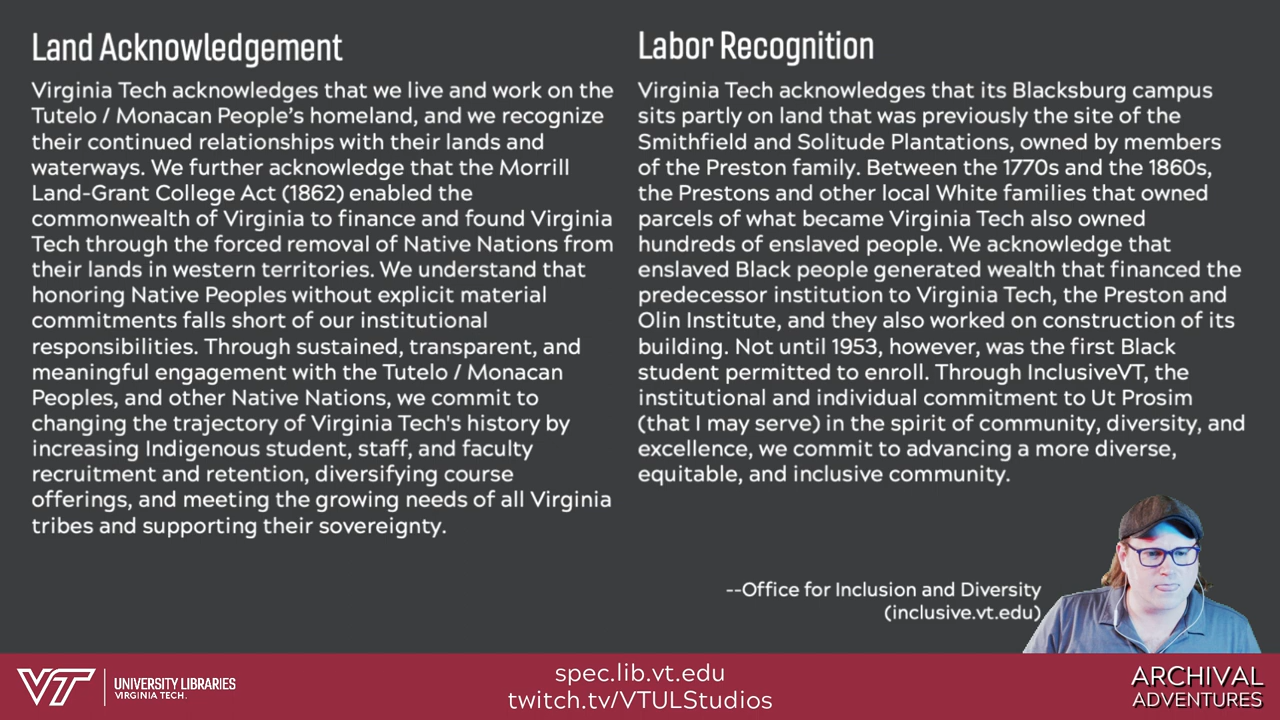 Land Acknowledgement
Virginia Tech acknowledges that we live and work on the
Tutelo / Monacan People's homeland, and we recognize
their continued relationships with their lands and
waterways. We further acknowledge that the Morrill
Land-Grant College Act (1862) enabled the
commonwealth of Virginia to finance and found Virginia
Tech through the forced removal of Native Nations from
their lands in western territories. We understand that
honoring Native Peoples without explicit material
commitments falls short of our institutional
responsibilities. Through sustained, transparent, and
meaningful engagement with the Tutelo / Monacan
Peoples, and other Native Nations, we commit to
changing the trajectory of Virginia Tech's history by
increasing Indigenous student, staff, and faculty
recruitment and retention, diversifying course
offerings, and meeting the growing needs of all Virginia
tribes and supporting their sovereignty.
Labor Recognition
Virginia Tech acknowledges that its Blacksburg campus
sits partly on land that was previously the site of the
Smithfield and Solitude Plantations, owned by members
of the Preston family. Between the 1770s and the 1860s,
the Prestons and other local White families that owned
parcels of what became Virginia Tech also owned
hundreds of enslaved people. We acknowledge that
enslaved Black people generated wealth that financed the
predecessor institution to Virginia Tech, the Preston and
Olin Institute, and they also worked on construction of its
building. Not until 1953, however, was the first Black
student permitted to enroll. Through InclusiveVT, the
institutional and individual commitment to Ut Prosim
(that I may serve) in the spirit of community, diversity, and
excellence, we commit to advancing a more diverse,
equitable, and inclusive community.
--Office for Inclusion and Diversity
(inclusive.vt.edu)
VT
UNIVERSITY LIBRARIES
VIRGINIA TECH.
spec.lib.vt.edu
twitch.tv/VTULStudios
ARCHIVAL
ADVENTURES